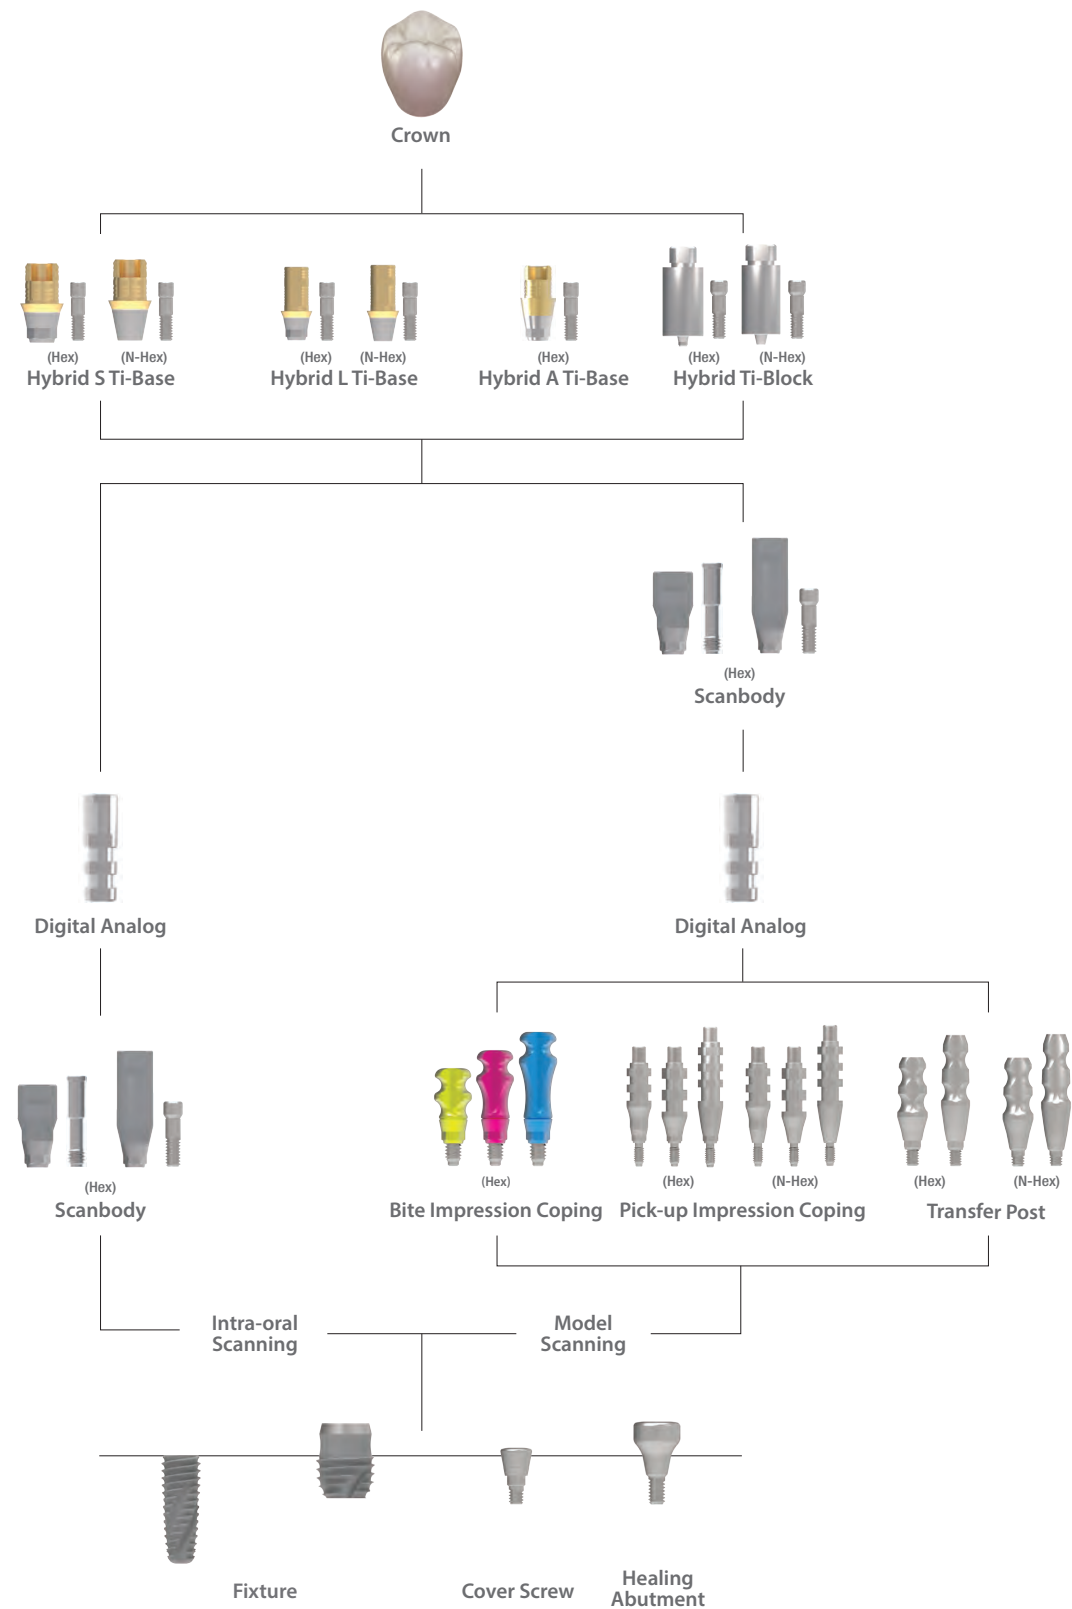 Crown
(Hex) (N-Hex) (Hex) (N-Hex) (Hex) (Hex) (N-Hex)
Hybrid S Ti-Base Hybrid L Ti-Base Hybrid A Ti-Base Hybrid Ti-Block
(Hex)
Scanbody
Digital Analog Digital Analog
(Hex) (Hex) (Hex) (N-Hex) (Hex) (N-Hex)
Scanbody Bite Impression Coping Pick-up Impression Coping Transfer Post
Intra-oral Model
Scanning Scanning
Fixture Cover Screw Healing
Abutment